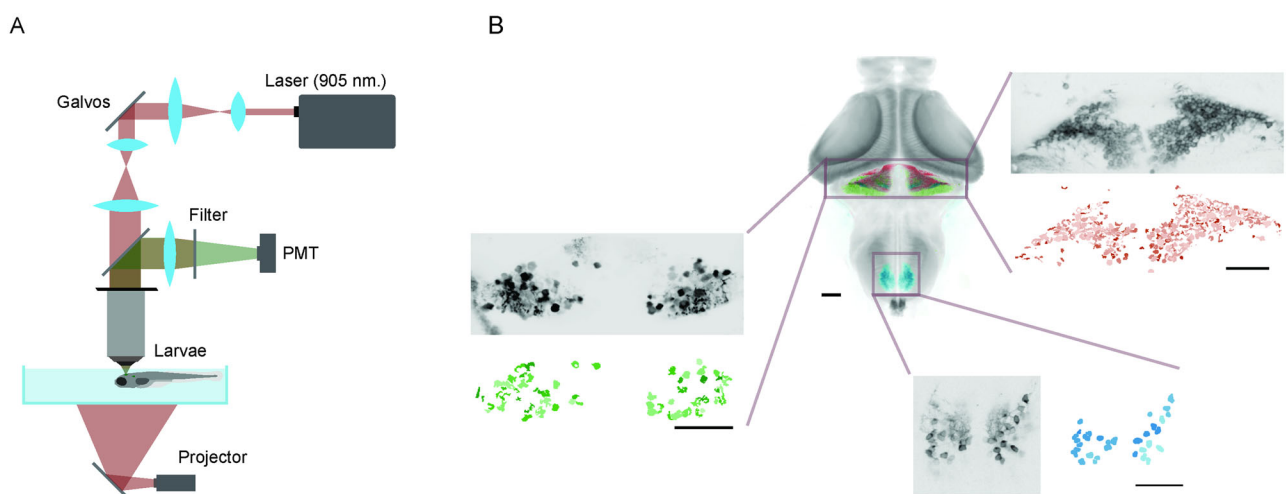 A
B
Laser (905 nm.)
Galvos
Filter
PMT
Larvae
Projector